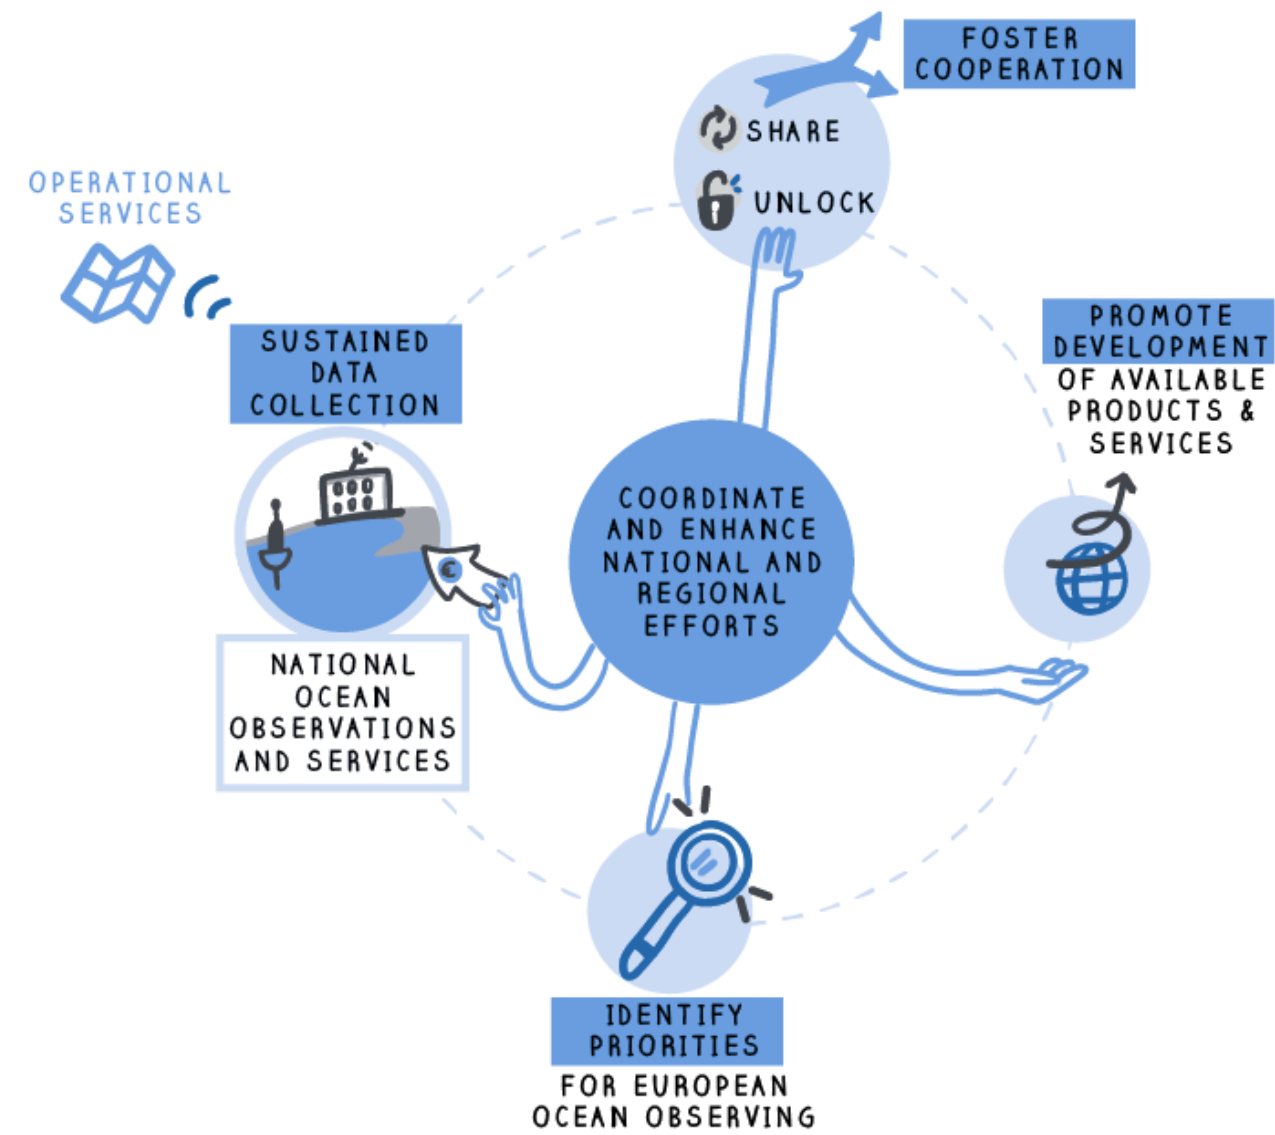 FOSTER
COOPERATION
SHARE
UNLOCK
OPERATIONAL
SERVICES
SUSTAINED
DATA
COLLECTION
PROMOTE
DEVELOPMENT
OF AVAILABLE
PRODUCTS &
SERVICES
COORDINATE
AND ENHANCE
NATIONAL AND
REGIONAL
EFFORTS
€
NATIONAL
OCEAN
OBSERVATIONS
AND SERVICES
IDENTIFY
PRIORITIES
FOR EUROPEAN
OCEAN OBSERVING